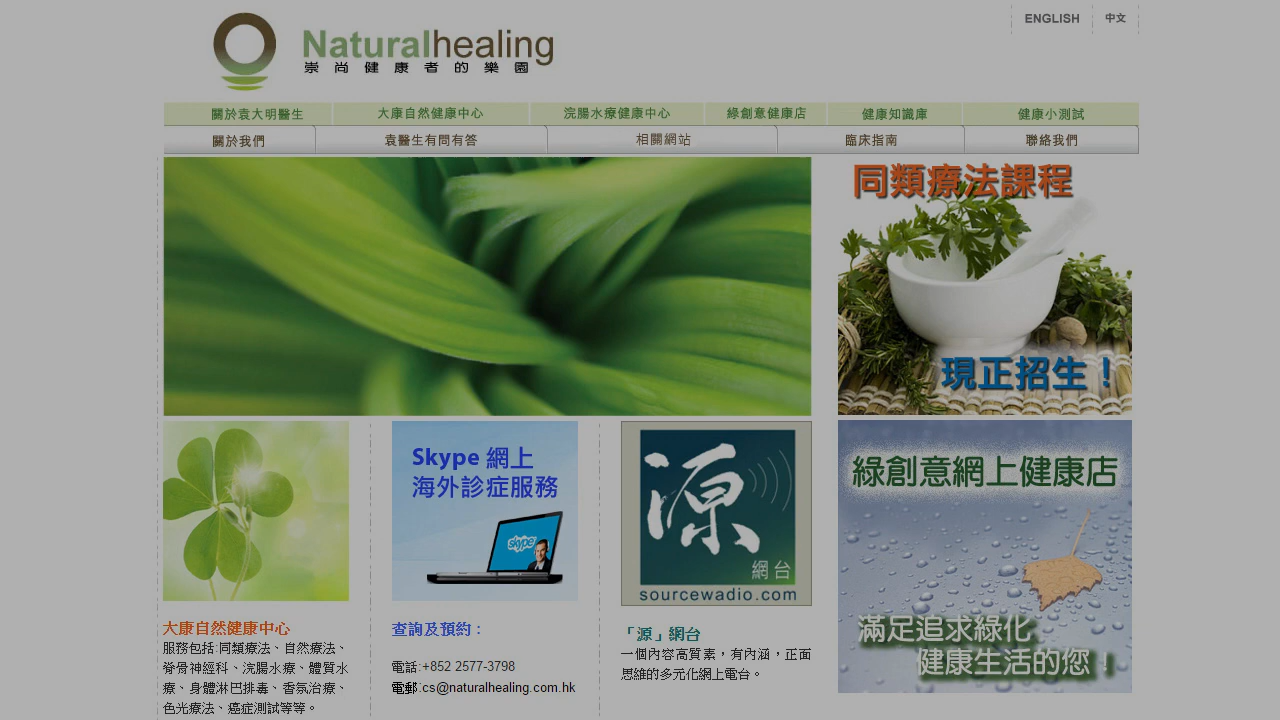 ENGLISH 中文
Naturalhealing
崇尚健康者的樂園
關於袁大明醫生 大康自然健康中心 浣腸水療健康中心 綠創意健康店 健康知識庫 健康小測試
關於我們 袁醫生有問有答 相關網站 臨床指南 聯絡我們
同類療法課程
現正招生！
Skype 網上
海外診症服務
skype
源
網台
sourcewadio.com
綠創意網上健康店
滿足追求綠化
健康生活的您！
大康自然健康中心
服務包括:同類療法、自然療法、
脊骨神經科、浣腸水療、罐診水
療、身體淋巴排毒、香氛治療、
色光療法、癌症測試等等。
查詢及預約：
電話:+852 2577-3798
電郵:cs@naturalhealing.com.hk
「源」網台
一個內容高質素，有內涵，正面
思維的多元化網上電台。